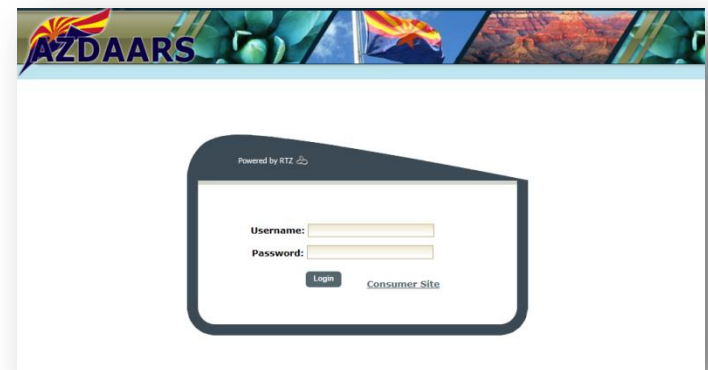 AZDAARS
Powered by RTZ
Username:
Password:
Login
Consumer Site